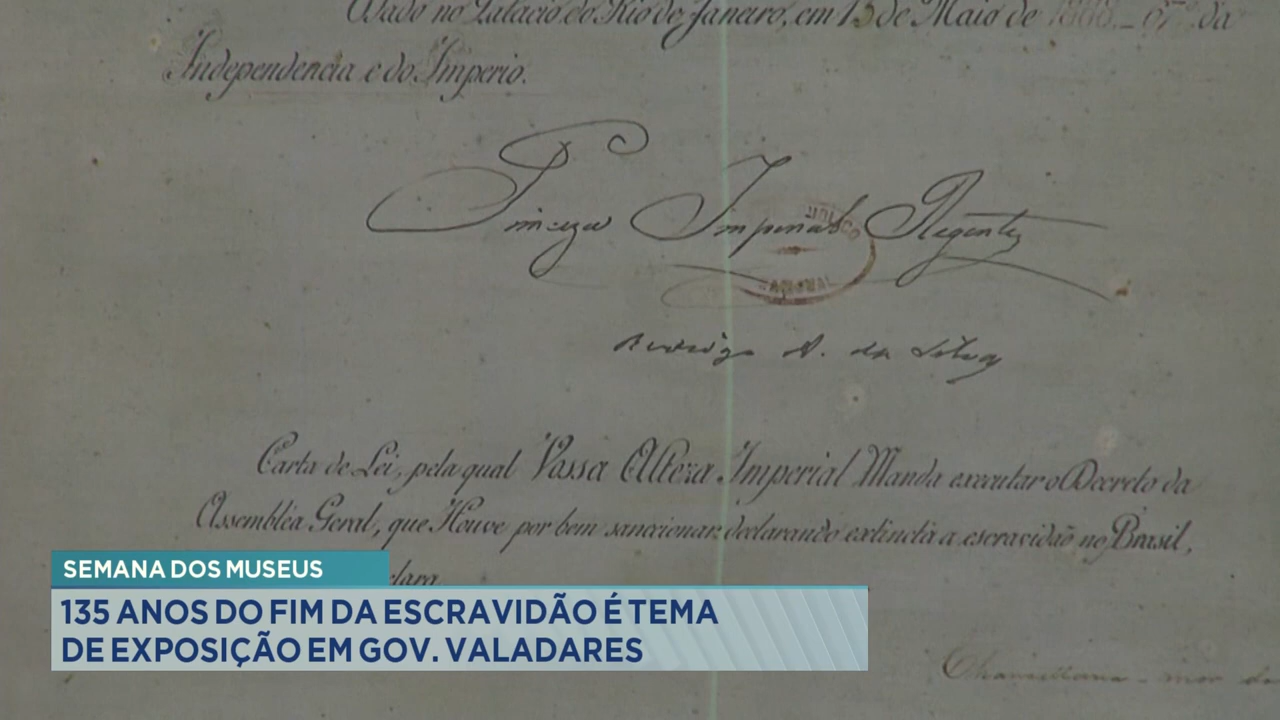 Dado no Palacio do Rio de Janeiro, em 13 de Maio de 1888. – 67º da
Independencia e do Imperio.
Princeza Imperial Regente
Rodrigo A. da Silva
Carta de Lei, pela qual Vossa Alteza Imperial Manda executar o Decreto da
Assembléa Geral, que Houve por bem sanccionar declarando extincta a escravidão no Brasil,
clara
SEMANA DOS MUSEUS
135 ANOS DO FIM DA ESCRAVIDÃO É TEMA
DE EXPOSIÇÃO EM GOV. VALADARES